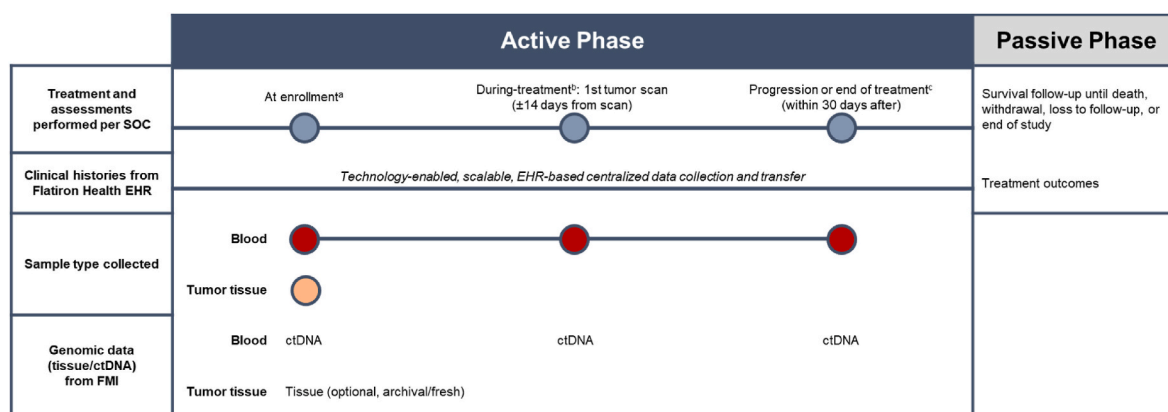 Active Phase
Passive Phase
Treatment and
assessments
performed per SOC
At enrollmentᵃ
During-treatmentᵇ: 1st tumor scan
(±14 days from scan)
Progression or end of treatmentᶜ
(within 30 days after)
Survival follow-up until death,
withdrawal, loss to follow-up, or
end of study
Clinical histories from
Flatiron Health EHR
Technology-enabled, scalable, EHR-based centralized data collection and transfer
Treatment outcomes
Sample type collected
Blood
Tumor tissue
Genomic data
(tissue/ctDNA)
from FMI
Blood
ctDNA
ctDNA
ctDNA
Tumor tissue
Tissue (optional, archival/fresh)